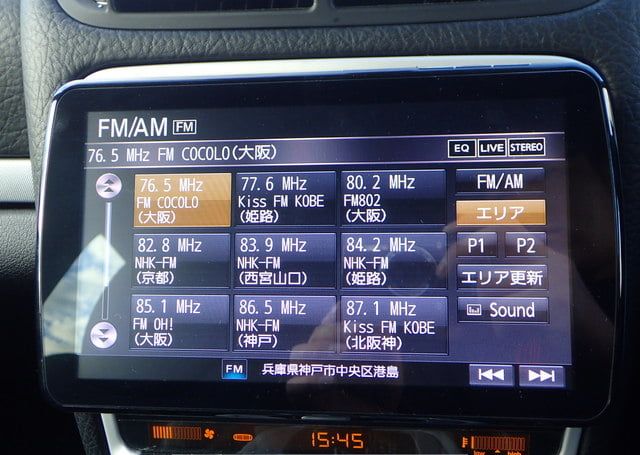 FM/AM FM
76.5 MHz FM COCOLO(大阪) EQ LIVE STEREO
76.5 MHz
FM COCOLO
(大阪)
77.6 MHz
Kiss FM KOBE
(姫路)
80.2 MHz
FM802
(大阪)
FM/AM
エリア
82.8 MHz
NHK-FM
(京都)
83.9 MHz
NHK-FM
(西宮山口)
84.2 MHz
NHK-FM
(姫路)
P1 P2
エリア更新
85.1 MHz
FM OH!
(大阪)
86.5 MHz
NHK-FM
(神戸)
87.1 MHz
Kiss FM KOBE
(北阪神)
Sound
FM 兵庫県神戸市中央区港島
15:45